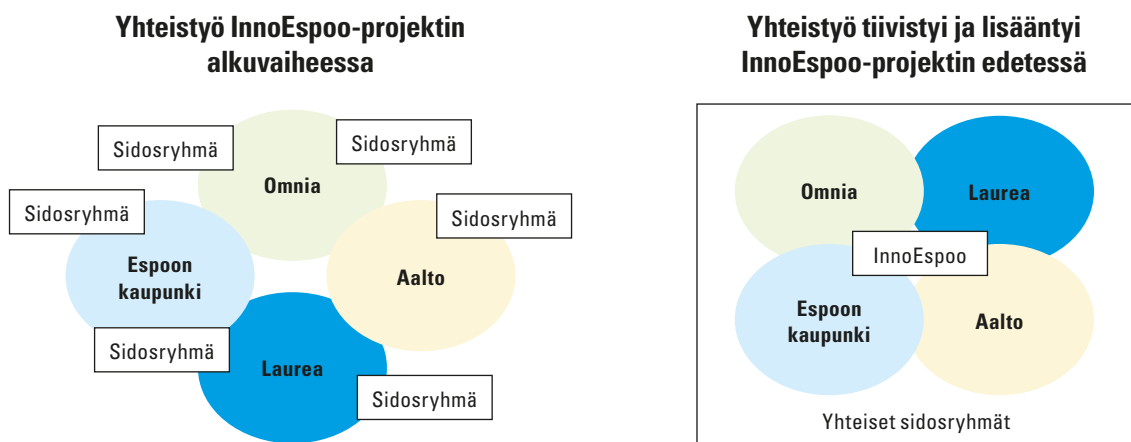 Yhteistyö InnoEspoo-projektin
alkuvaiheessa
Sidosryhmä
Sidosryhmä
Omnia
Sidosryhmä
Sidosryhmä
Espoon
kaupunki
Aalto
Sidosryhmä
Laurea
Sidosryhmä
Yhteistyö tiivistyi ja lisääntyi
InnoEspoo-projektin edetessä
Omnia
Laurea
InnoEspoo
Espoon
kaupunki
Aalto
Yhteiset sidosryhmät